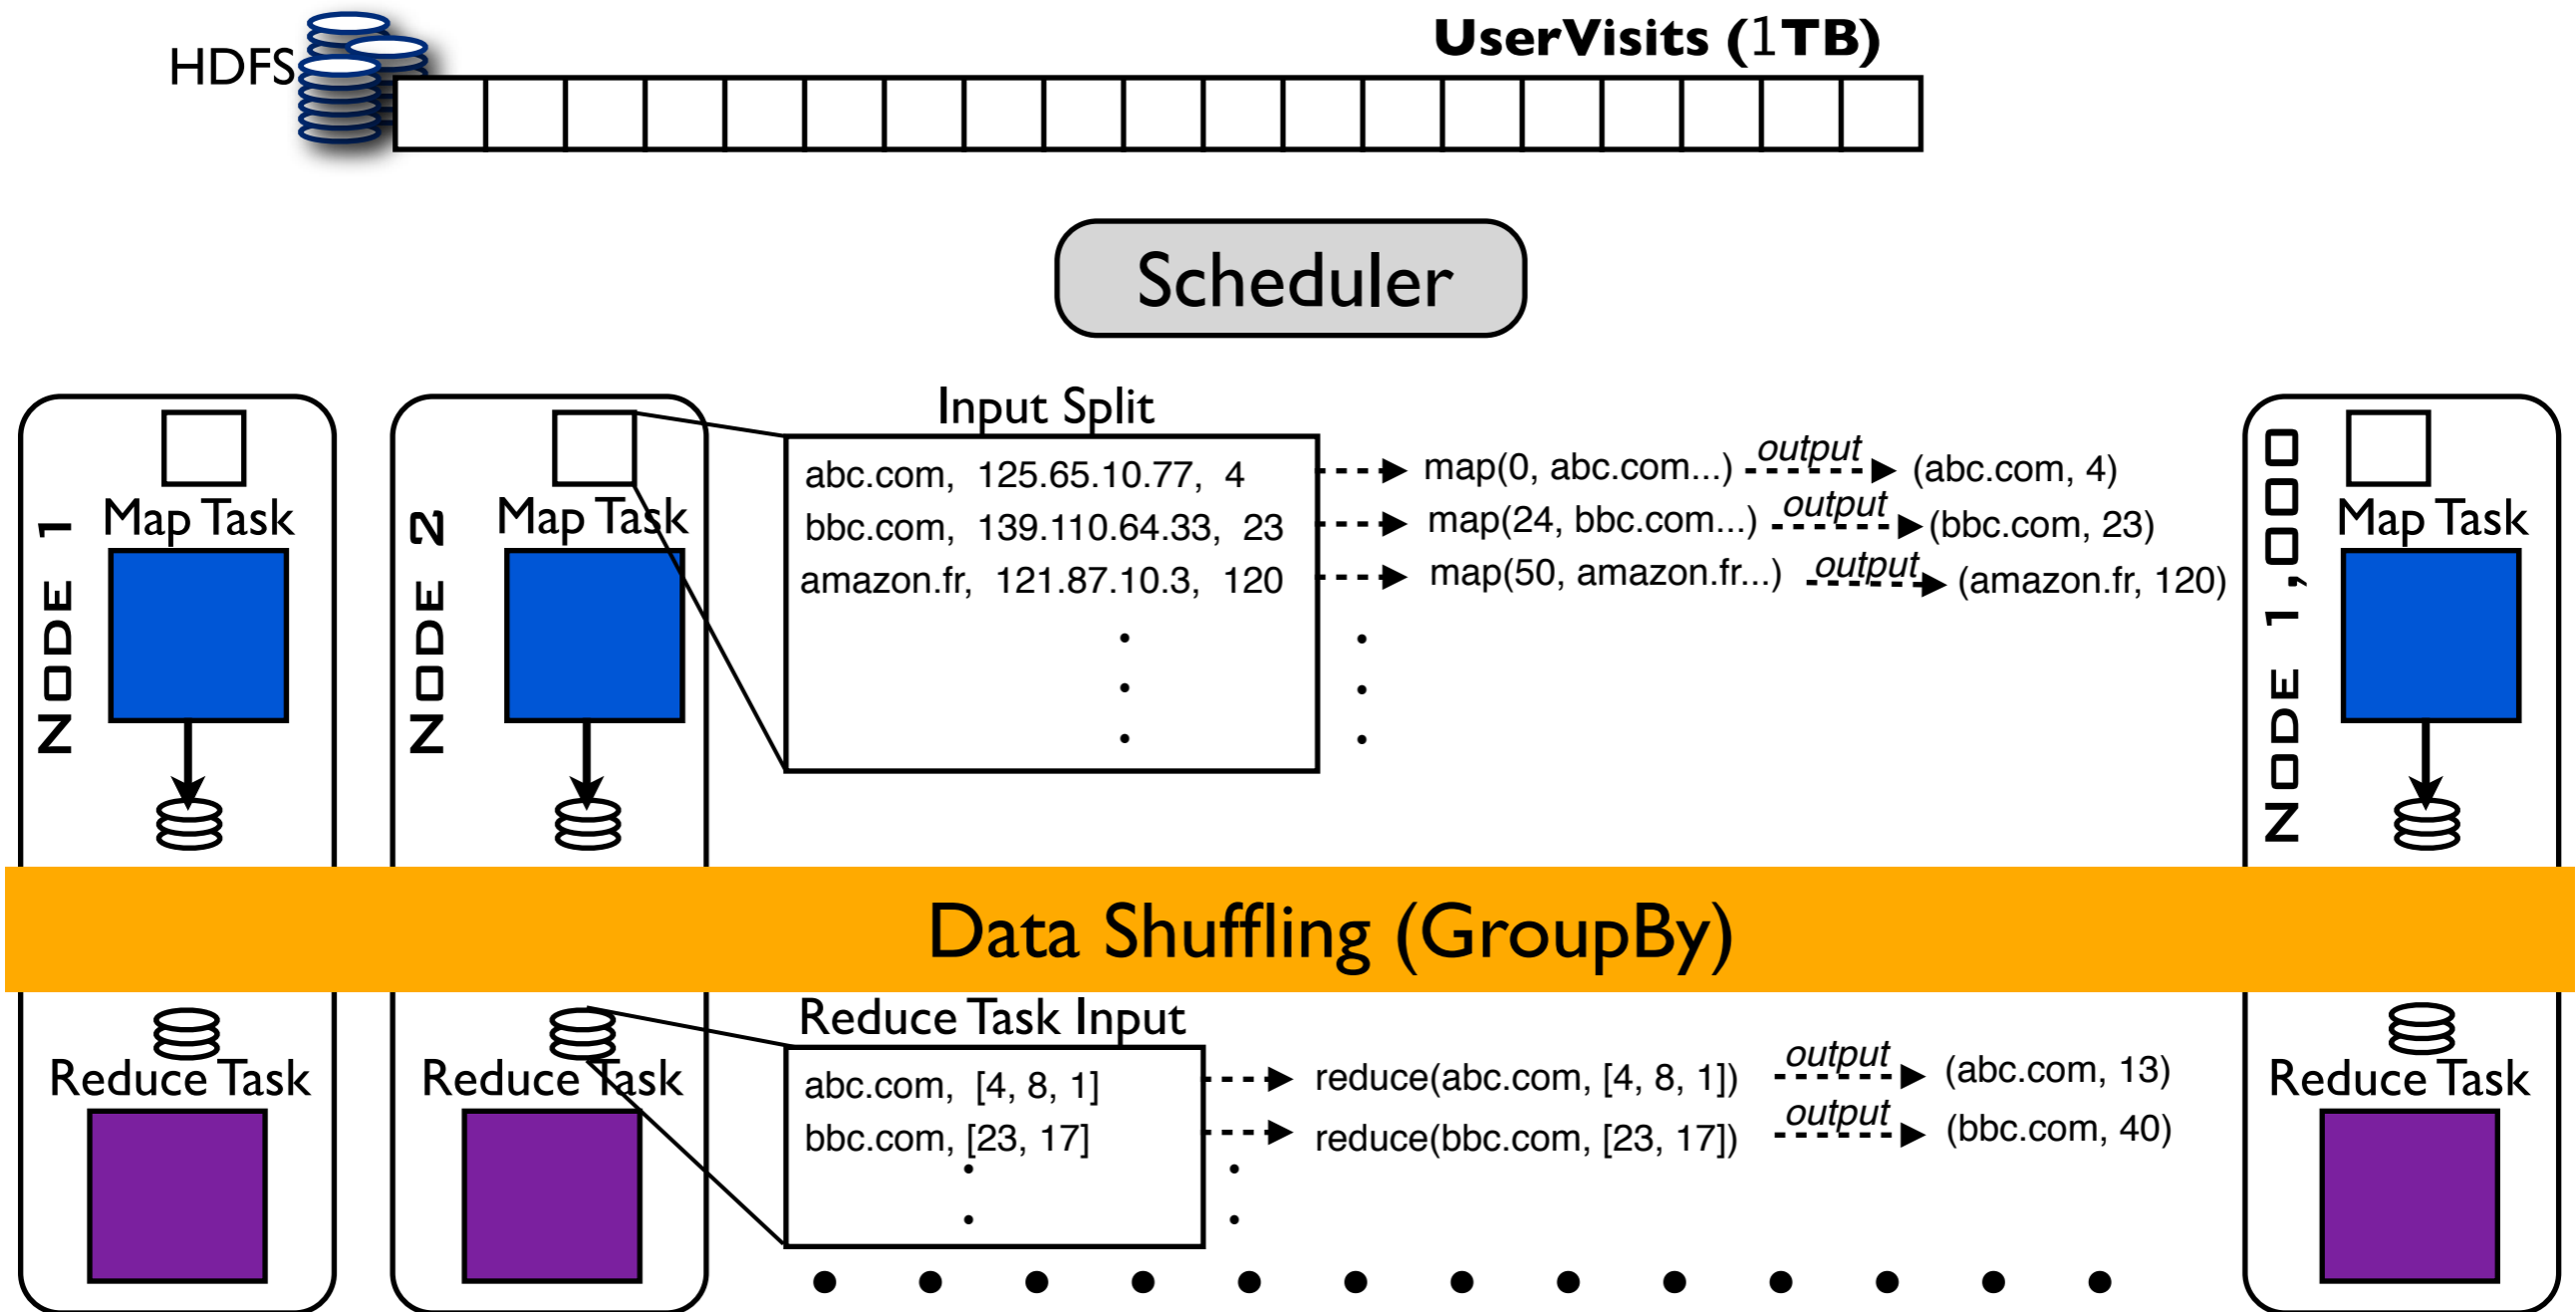 HDFS
UserVisits (1TB)
Scheduler
NODE 1
Map Task
NODE 2
Map Task
Input Split
abc.com, 125.65.10.77, 4
map(0, abc.com...)
output
(abc.com, 4)
bbc.com, 139.110.64.33, 23
map(24, bbc.com...)
output
(bbc.com, 23)
amazon.fr, 121.87.10.3, 120
map(50, amazon.fr...)
output
(amazon.fr, 120)
NODE 1,000
Map Task
Data Shuffling (GroupBy)
Reduce Task
Reduce Task
Reduce Task Input
abc.com, [4, 8, 1]
reduce(abc.com, [4, 8, 1])
output
(abc.com, 13)
bbc.com, [23, 17]
reduce(bbc.com, [23, 17])
output
(bbc.com, 40)
Reduce Task